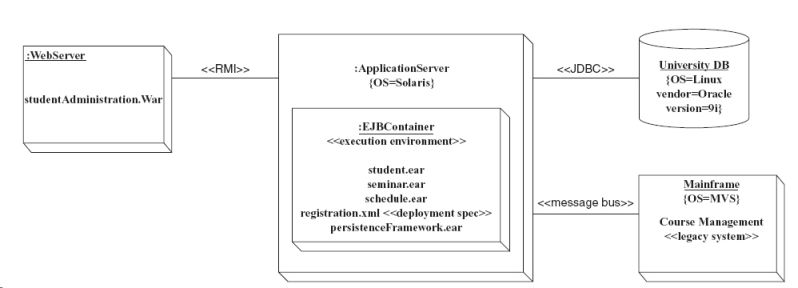 :WebServer
studentAdministration.War
<<RMI>>
:ApplicationServer
{OS=Solaris}
:EJBContainer
<<execution environment>>
student.ear
seminar.ear
schedule.ear
registration.xml <<deployment spec>>
persistenceFramework.ear
<<JDBC>>
University DB
{OS=Linux
vendor=Oracle
version=9i}
<<message bus>>
Mainframe
{OS=MVS}
Course Management
<<legacy system>>